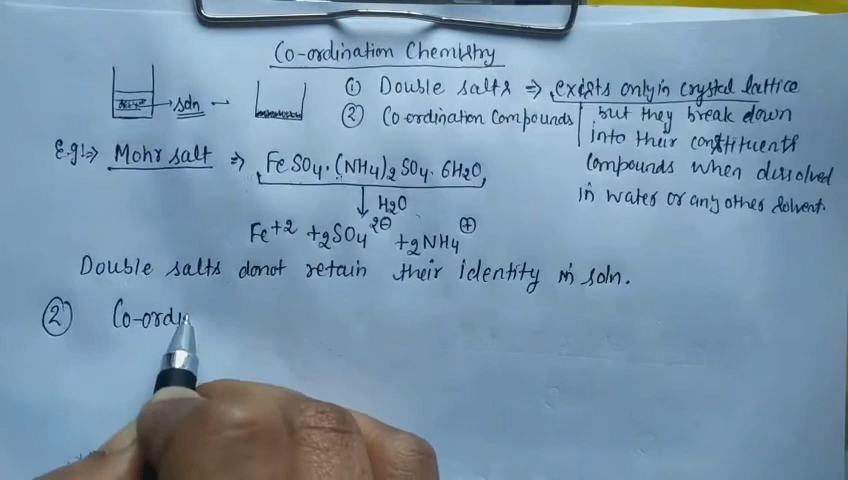 Co-ordination Chemistry
soln
① Double salts ⇒ exists only in crystal lattice
② Co-ordination Compounds
but they break down
into their constituents
compounds when dissolved
in water or any other solvent.
E.g!⇒ Mohr salt ⇒ FeSO4·(NH4)2SO4·6H2O
↓ H2O
Fe+2 + 2SO4 2⊖ + 2NH4 ⊕
Double salts donot retain their identity in soln.
② Co-ordi